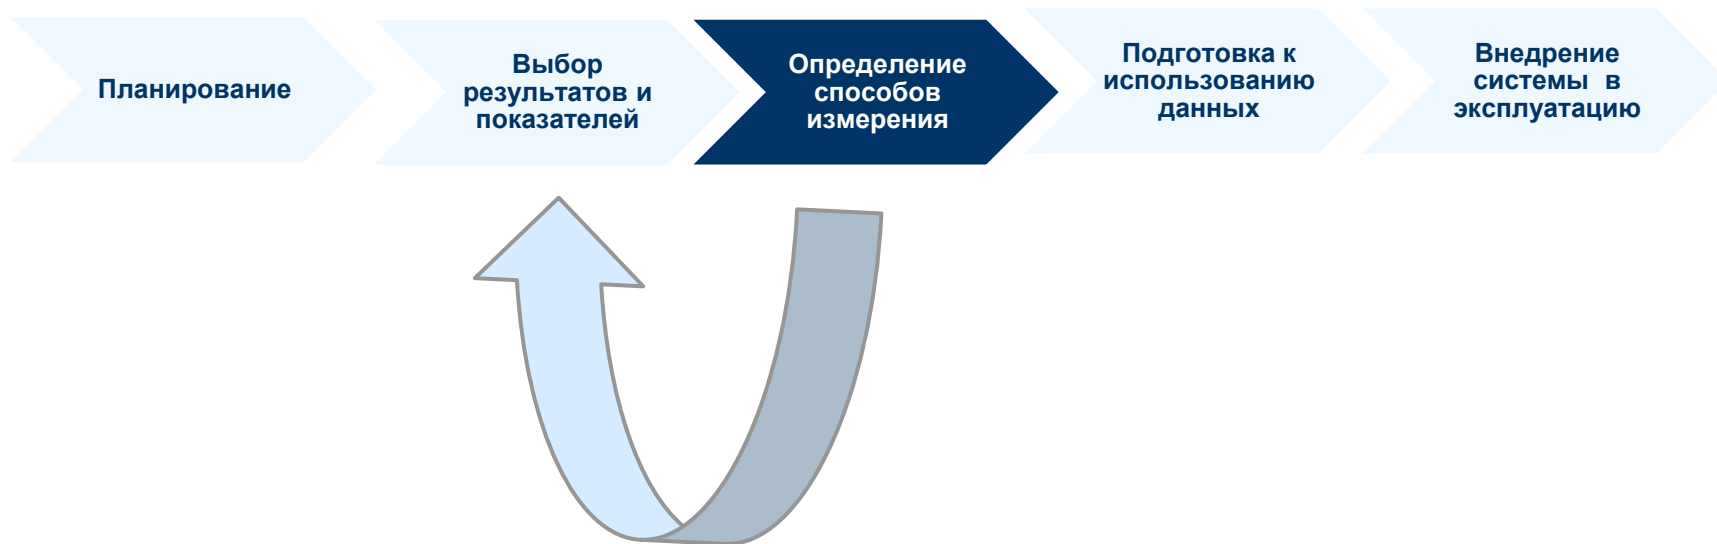 Планирование
Выбор
результатов и
показателей
Определение
способов
измерения
Подготовка к
использованию
данных
Внедрение
системы в
эксплуатацию